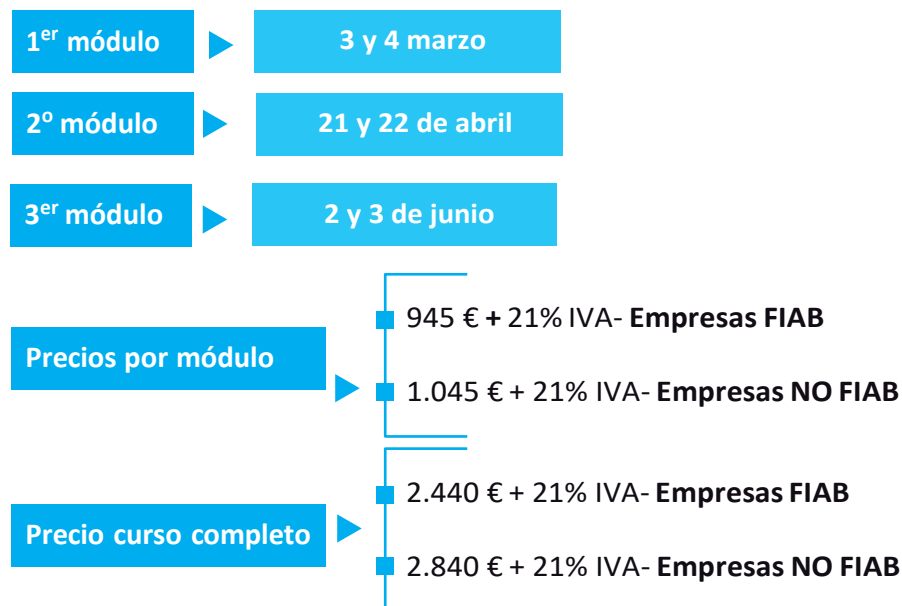 1er módulo
3 y 4 marzo
2º módulo
21 y 22 de abril
3er módulo
2 y 3 de junio
Precios por módulo
945 € + 21% IVA- Empresas FIAB
1.045 € + 21% IVA- Empresas NO FIAB
Precio curso completo
2.440 € + 21% IVA- Empresas FIAB
2.840 € + 21% IVA- Empresas NO FIAB